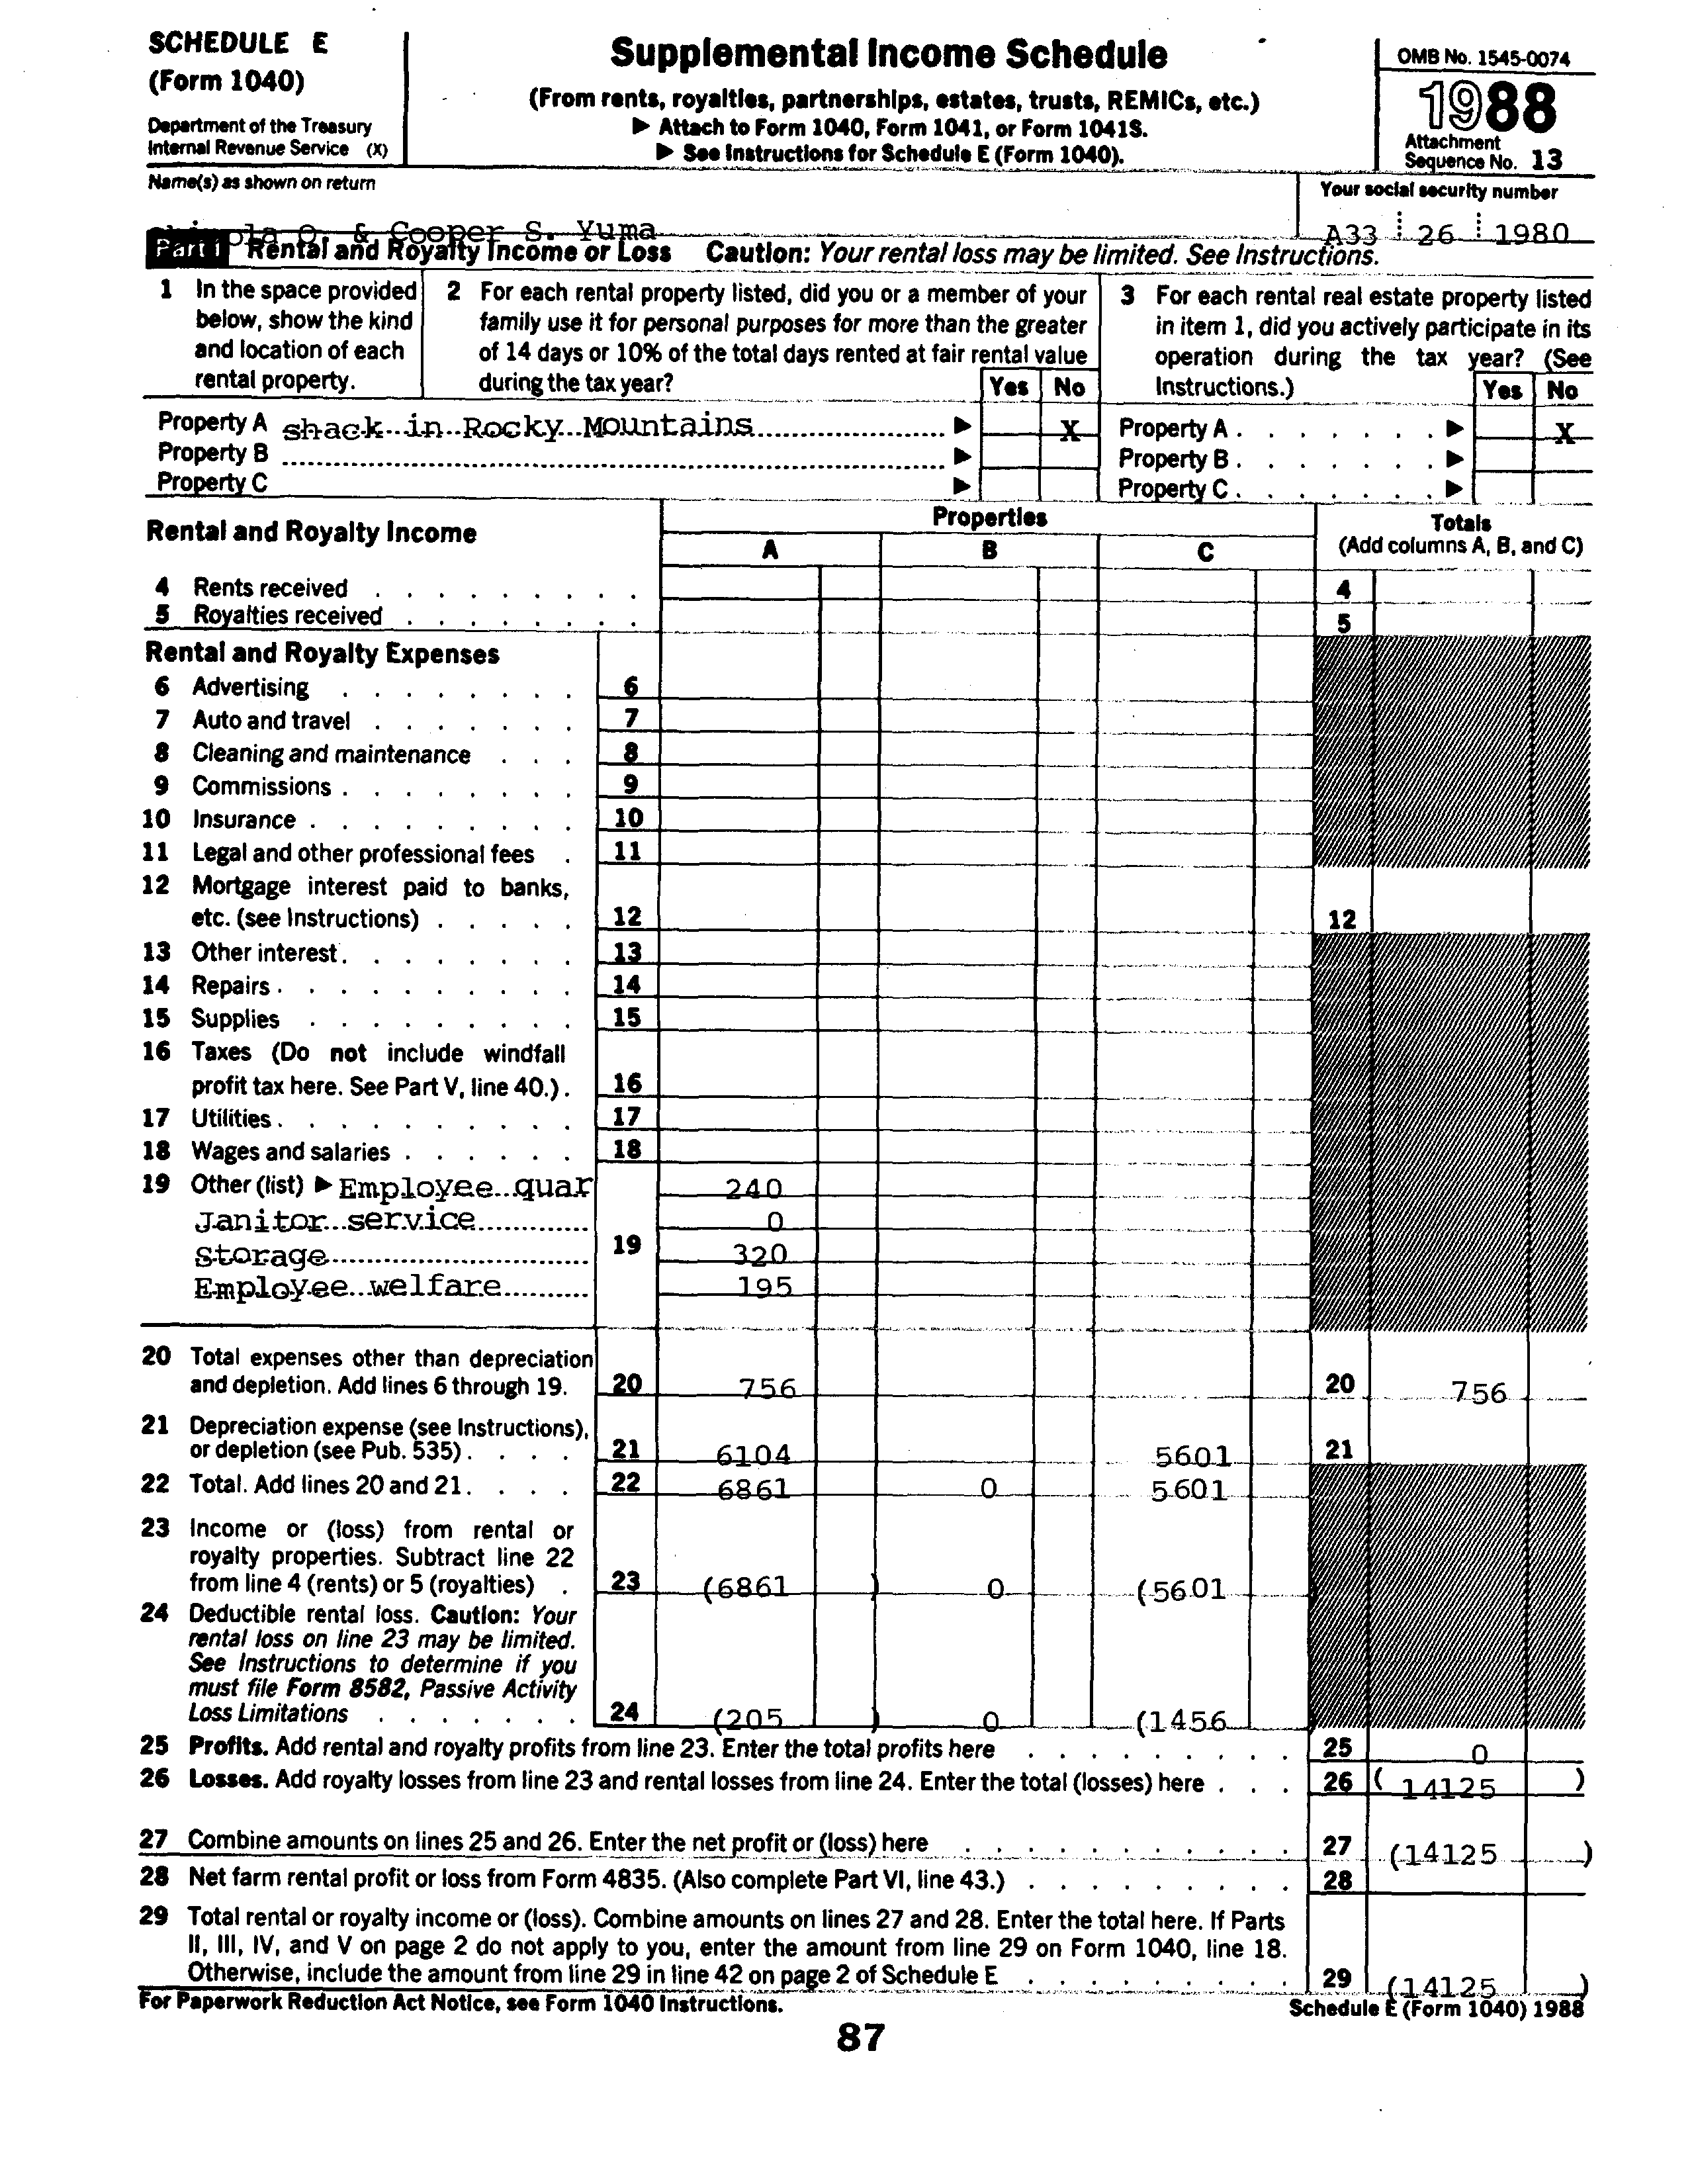 SCHEDULE E
(Form 1040)
Department of the Treasury
Internal Revenue Service (X)
Supplemental Income Schedule
(From rents, royalties, partnerships, estates, trusts, REMICs, etc.)
▶ Attach to Form 1040, Form 1041, or Form 1041S.
▶ See Instructions for Schedule E (Form 1040).
OMB No. 1545-0074
1988
Attachment
Sequence No. 13
Name(s) as shown on return
Your social security number
O. & Cooper S. Yuma
A33 26 1980
Part I Rental and Royalty Income or Loss Caution: Your rental loss may be limited. See Instructions.
1 In the space provided
below, show the kind
and location of each
rental property.
2 For each rental property listed, did you or a member of your
family use it for personal purposes for more than the greater
of 14 days or 10% of the total days rented at fair rental value
during the tax year? Yes No
3 For each rental real estate property listed
in item 1, did you actively participate in its
operation during the tax year? (See
Instructions.) Yes No
Property A shack in Rocky Mountains ▶ X Property A . . . . . . . ▶ X
Property B ▶ Property B . . . . . . . ▶
Property C ▶ Property C . . . . . . . ▶
Rental and Royalty Income
Properties
A B C
Totals
(Add columns A, B, and C)
4 Rents received . . . . . . . . . 4
5 Royalties received . . . . . . . . 5
Rental and Royalty Expenses
6 Advertising . . . . . . . . 6
7 Auto and travel . . . . . . . 7
8 Cleaning and maintenance . . . 8
9 Commissions . . . . . . . . 9
10 Insurance . . . . . . . . . 10
11 Legal and other professional fees . 11
12 Mortgage interest paid to banks,
etc. (see Instructions) . . . . . 12 12
13 Other interest . . . . . . . . 13
14 Repairs . . . . . . . . . . 14
15 Supplies . . . . . . . . . 15
16 Taxes (Do not include windfall
profit tax here. See Part V, line 40.) . 16
17 Utilities . . . . . . . . . . 17
18 Wages and salaries . . . . . . 18
19 Other (list) ▶ Employee quar 240
Janitor service 0
storage 19 320
Employee welfare 195
20 Total expenses other than depreciation
and depletion. Add lines 6 through 19. 20 756 20 756
21 Depreciation expense (see Instructions),
or depletion (see Pub. 535) . . . . 21 6104 5601 21
22 Total. Add lines 20 and 21 . . . . 22 6861 0 5601
23 Income or (loss) from rental or
royalty properties. Subtract line 22
from line 4 (rents) or 5 (royalties) . 23 (6861 ) 0 (5601
24 Deductible rental loss. Caution: Your
rental loss on line 23 may be limited.
See Instructions to determine if you
must file Form 8582, Passive Activity
Loss Limitations . . . . . . . 24 (205 ) 0 (1456 )
25 Profits. Add rental and royalty profits from line 23. Enter the total profits here . . . . . . . . . 25 0
26 Losses. Add royalty losses from line 23 and rental losses from line 24. Enter the total (losses) here . . . 26 ( 14125 )
27 Combine amounts on lines 25 and 26. Enter the net profit or (loss) here . . . . . . . . . . . 27 (14125 )
28 Net farm rental profit or loss from Form 4835. (Also complete Part VI, line 43.) . . . . . . . . . 28
29 Total rental or royalty income or (loss). Combine amounts on lines 27 and 28. Enter the total here. If Parts
II, III, IV, and V on page 2 do not apply to you, enter the amount from line 29 on Form 1040, line 18.
Otherwise, include the amount from line 29 in line 42 on page 2 of Schedule E . . . . . . . . . 29 (14125 )
For Paperwork Reduction Act Notice, see Form 1040 Instructions.
Schedule E (Form 1040) 1988
87